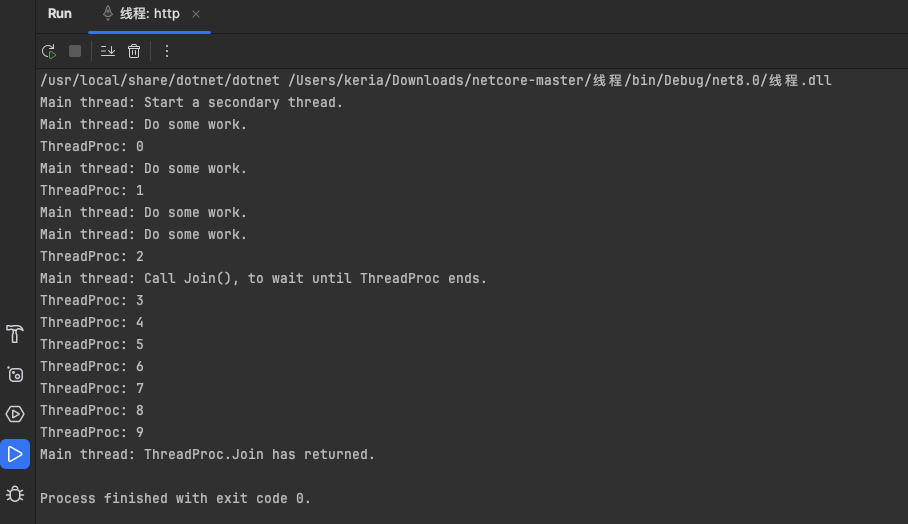 Run
线程: http
/usr/local/share/dotnet/dotnet /Users/keria/Downloads/netcore-master/线程/bin/Debug/net8.0/线程.dll
Main thread: Start a secondary thread.
Main thread: Do some work.
ThreadProc: 0
Main thread: Do some work.
ThreadProc: 1
Main thread: Do some work.
Main thread: Do some work.
ThreadProc: 2
Main thread: Call Join(), to wait until ThreadProc ends.
ThreadProc: 3
ThreadProc: 4
ThreadProc: 5
ThreadProc: 6
ThreadProc: 7
ThreadProc: 8
ThreadProc: 9
Main thread: ThreadProc.Join has returned.
Process finished with exit code 0.